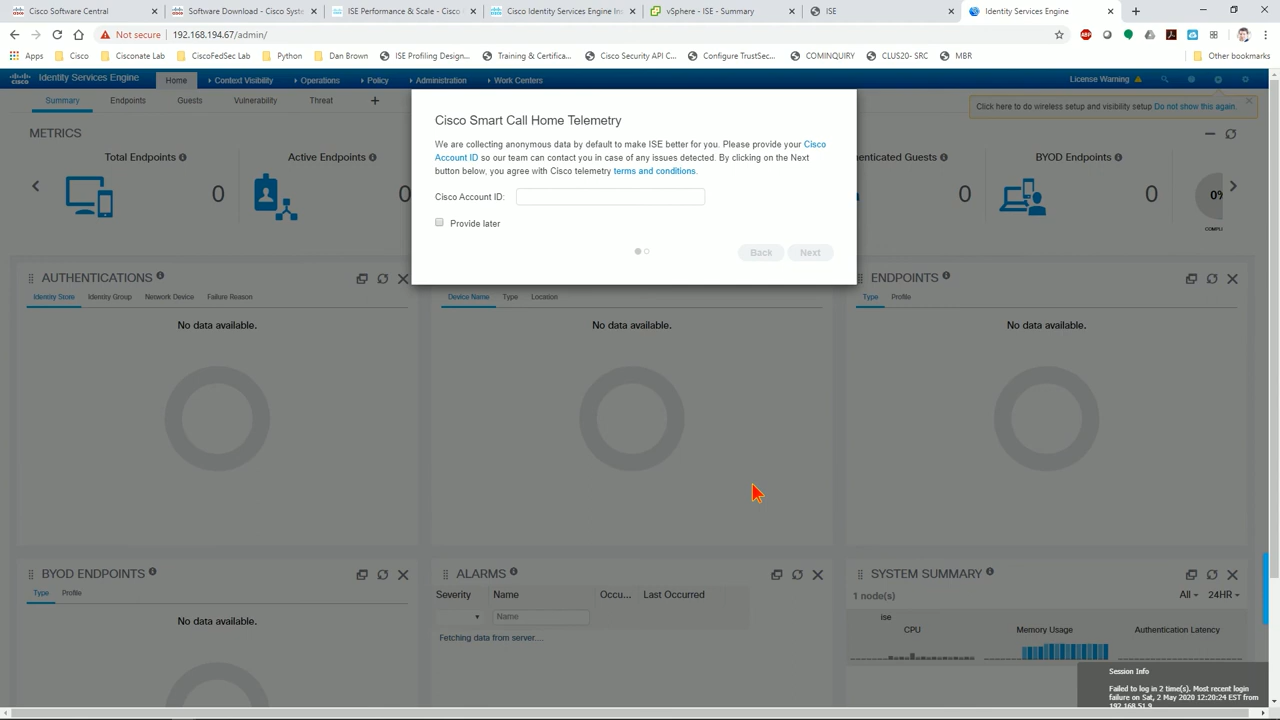 Cisco Software Central
Software Download - Cisco Syste
ISE Performance & Scale - Cisco
Cisco Identity Services Engine In
vSphere - ISE - Summary
ISE
Identity Services Engine
Not secure
192.168.194.67/admin/
Apps
Cisco
Cisconate Lab
CiscoFedSec Lab
Python
Dan Brown
ISE Profiling Desig...
Training & Certifica...
Cisco Security API C...
Configure TrustSec...
COMINQUIRY
CLUS20- SRC
MBR
Other bookmarks
CISCO
Identity Services Engine
Home
Context Visibility
Operations
Policy
Administration
Work Centers
License Warning
Summary
Endpoints
Guests
Vulnerability
Threat
Click here to do wireless setup and visibility setup Do not show this again.
METRICS
Total Endpoints
0
Active Endpoints
0
nticated Guests
0
BYOD Endpoints
0
0%
Cisco Smart Call Home Telemetry
We are collecting anonymous data by default to make ISE better for you. Please provide your Cisco
Account ID so our team can contact you in case of any issues detected. By clicking on the Next
button below, you agree with Cisco telemetry terms and conditions.
Cisco Account ID:
Provide later
Back
Next
AUTHENTICATIONS
Identity Store
Identity Group
Network Device
Failure Reason
No data available.
Device Name
Type
Location
No data available.
ENDPOINTS
Type
Profile
No data available.
BYOD ENDPOINTS
Type
Profile
No data available.
ALARMS
Severity
Name
Occu...
Last Occurred
Name
Fetching data from server....
SYSTEM SUMMARY
1 node(s)
All
24HR
ise
CPU
Memory Usage
Authentication Latency
Session Info
Failed to log in 2 time(s). Most recent login
failure on Sat, 2 May 2020 12:20:24 EST from
192.168.51.9